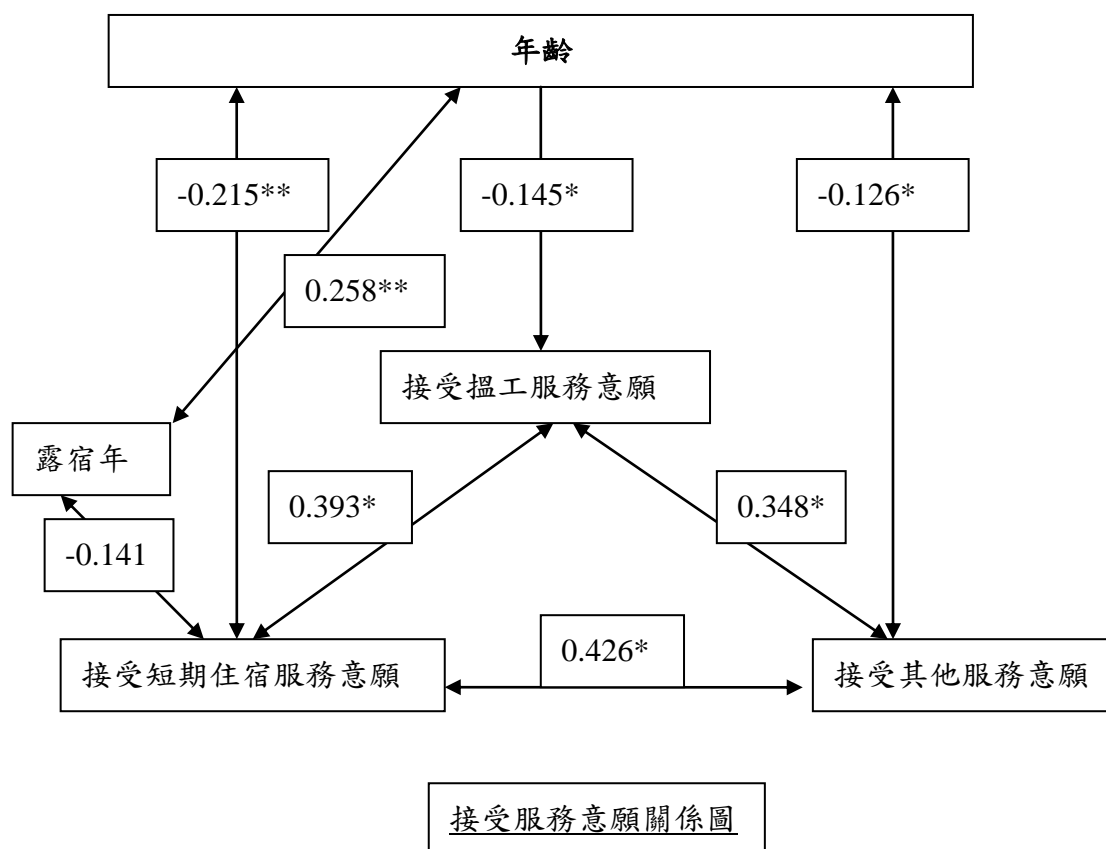 年齡
-0.215**
-0.145*
-0.126*
0.258**
接受搵工服務意願
露宿年
0.393*
0.348*
-0.141
接受短期住宿服務意願
0.426*
接受其他服務意願
接受服務意願關係圖